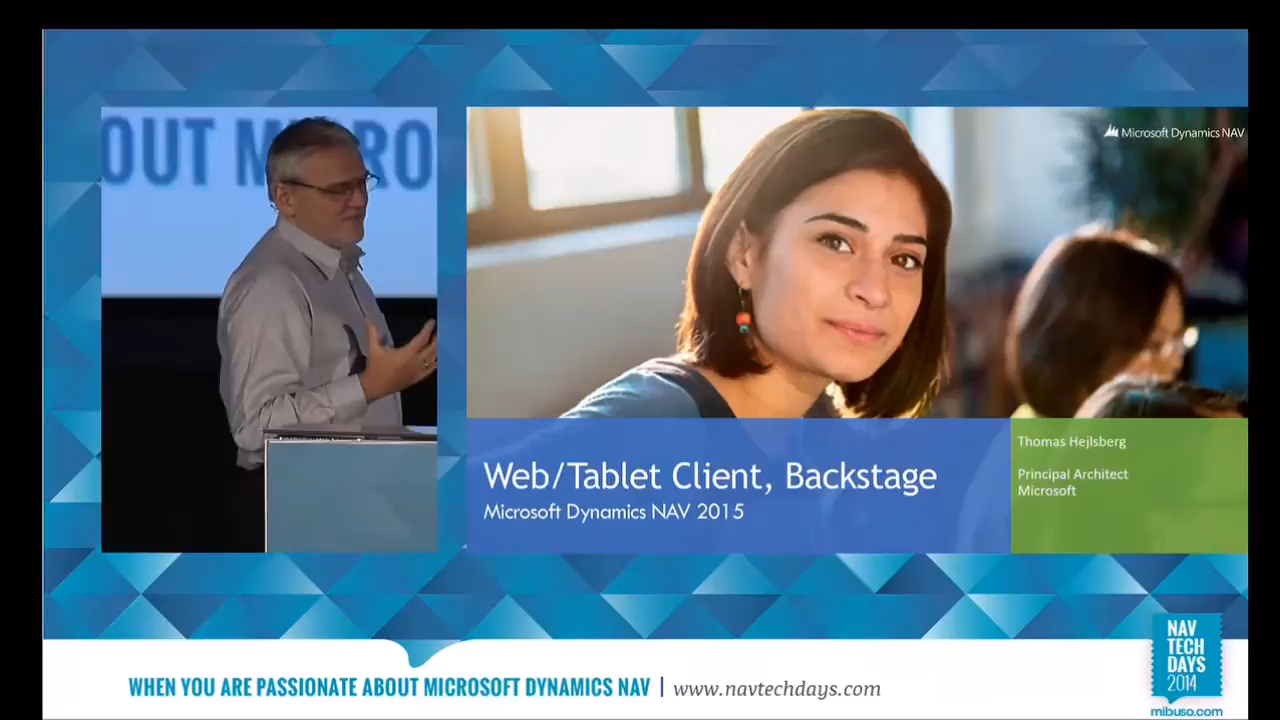 OUT MICRO
Microsoft Dynamics NAV
Web/Tablet Client, Backstage
Microsoft Dynamics NAV 2015
Thomas Hejlsberg
Principal Architect
Microsoft
WHEN YOU ARE PASSIONATE ABOUT MICROSOFT DYNAMICS NAV | www.navtechdays.com
NAV
TECH
DAYS
2014
mibuso.com